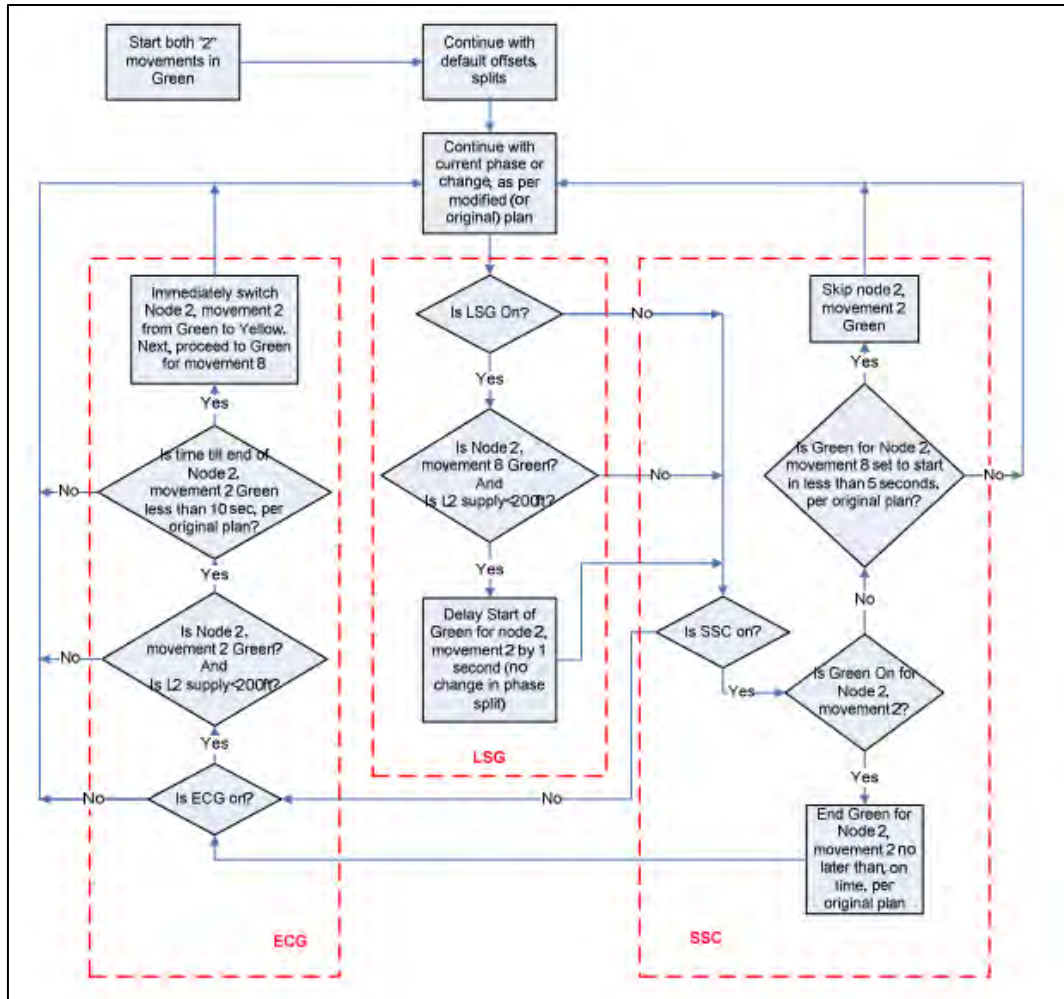 Start both "2"
movements in
Green
Continue with
default offsets,
splits
Continue with
current phase or
change, as per
modified (or
original) plan
Immediately switch
Node 2, movement 2
from Green to Yellow.
Next, proceed to Green
for movement 8
Yes
Is time till end of
Node 2,
movement 2 Green
less than 10 sec, per
original plan?
No
Yes
Is Node 2,
movement 2 Green?
And
Is L2 supply~200ft?
No
Yes
Is ECG on?
No
ECG
Is LSG On?
No
Yes
Is Node 2,
movement 8 Green?
And
Is L2 supply~200ft?
No
Yes
Delay Start of
Green for node 2,
movement 2 by 1
second (no
change in phase
split)
LSG
Skip node 2,
movement 2
Green
Yes
Is Green for Node 2,
movement 8 set to start
in less than 5 seconds,
per original plan?
No
No
Is SSC on?
Yes
No
Is Green On for
Node 2,
movement 2?
Yes
End Green for
Node 2,
movement 2 no
later than, on
time, per
original plan
SSC